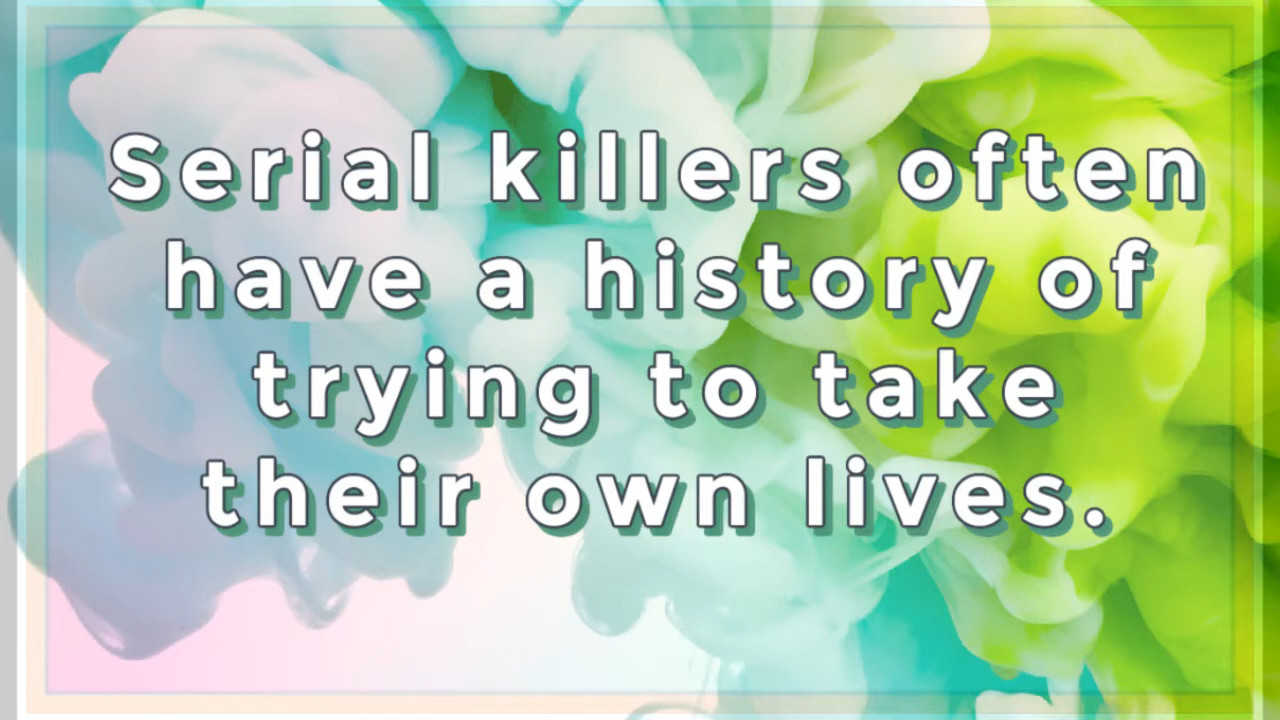 Serial killers often
have a history of
trying to take
their own lives.